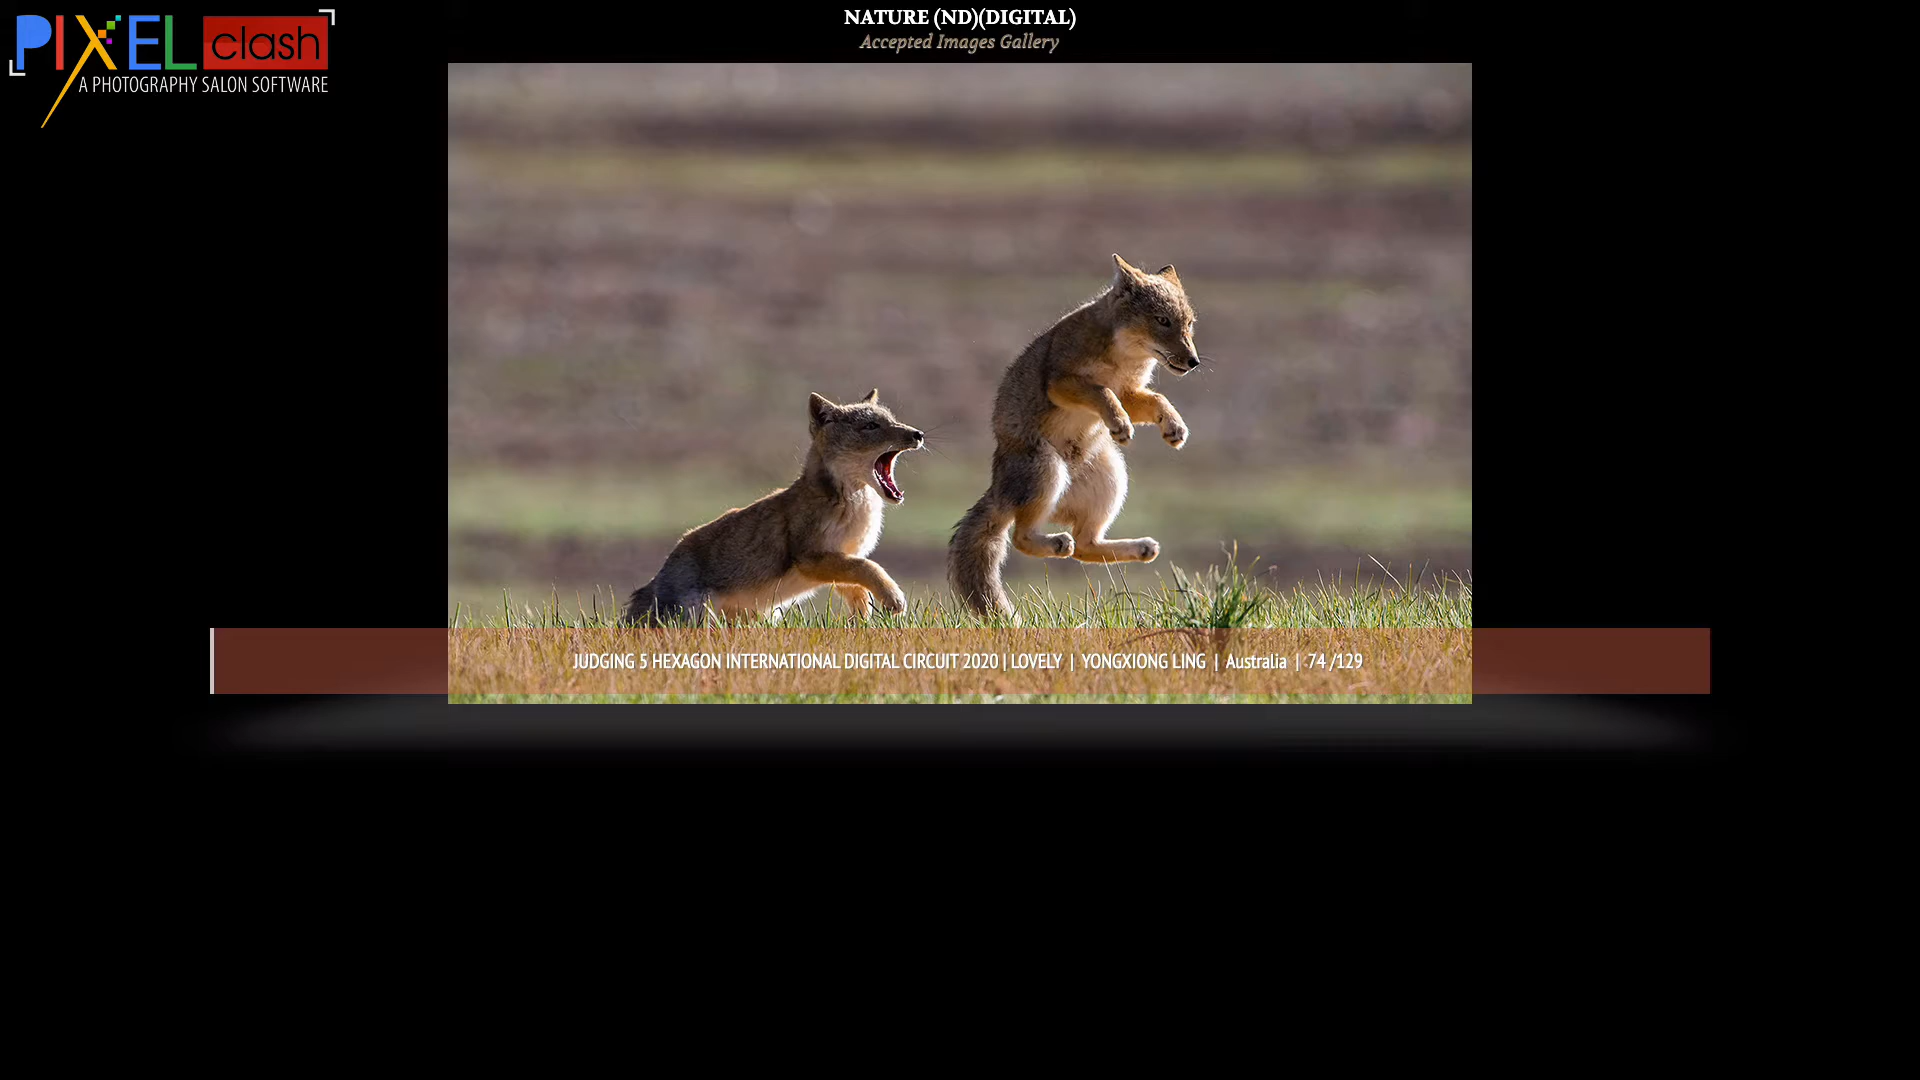 PIXEL clash
A PHOTOGRAPHY SALON SOFTWARE
NATURE (ND)(DIGITAL)
Accepted Images Gallery
JUDGING 5 HEXAGON INTERNATIONAL DIGITAL CIRCUIT 2020 | LOVELY | YONGXIONG LING | Australia | 74 /129